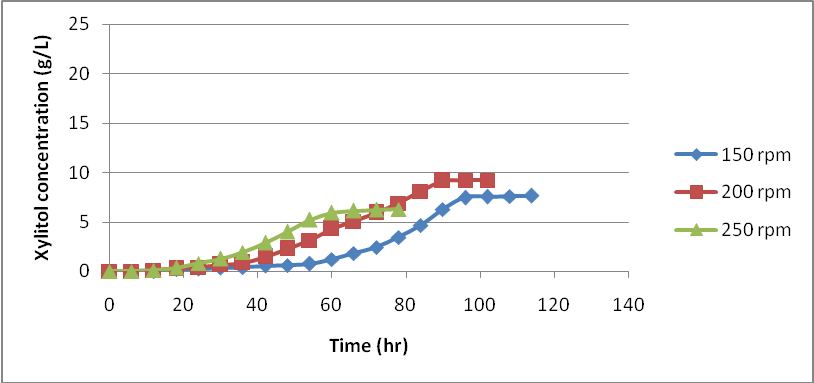 Xylitol concentration (g/L)
25
20
15
10
5
0
0 20 40 60 80 100 120 140
Time (hr)
150 rpm
200 rpm
250 rpm